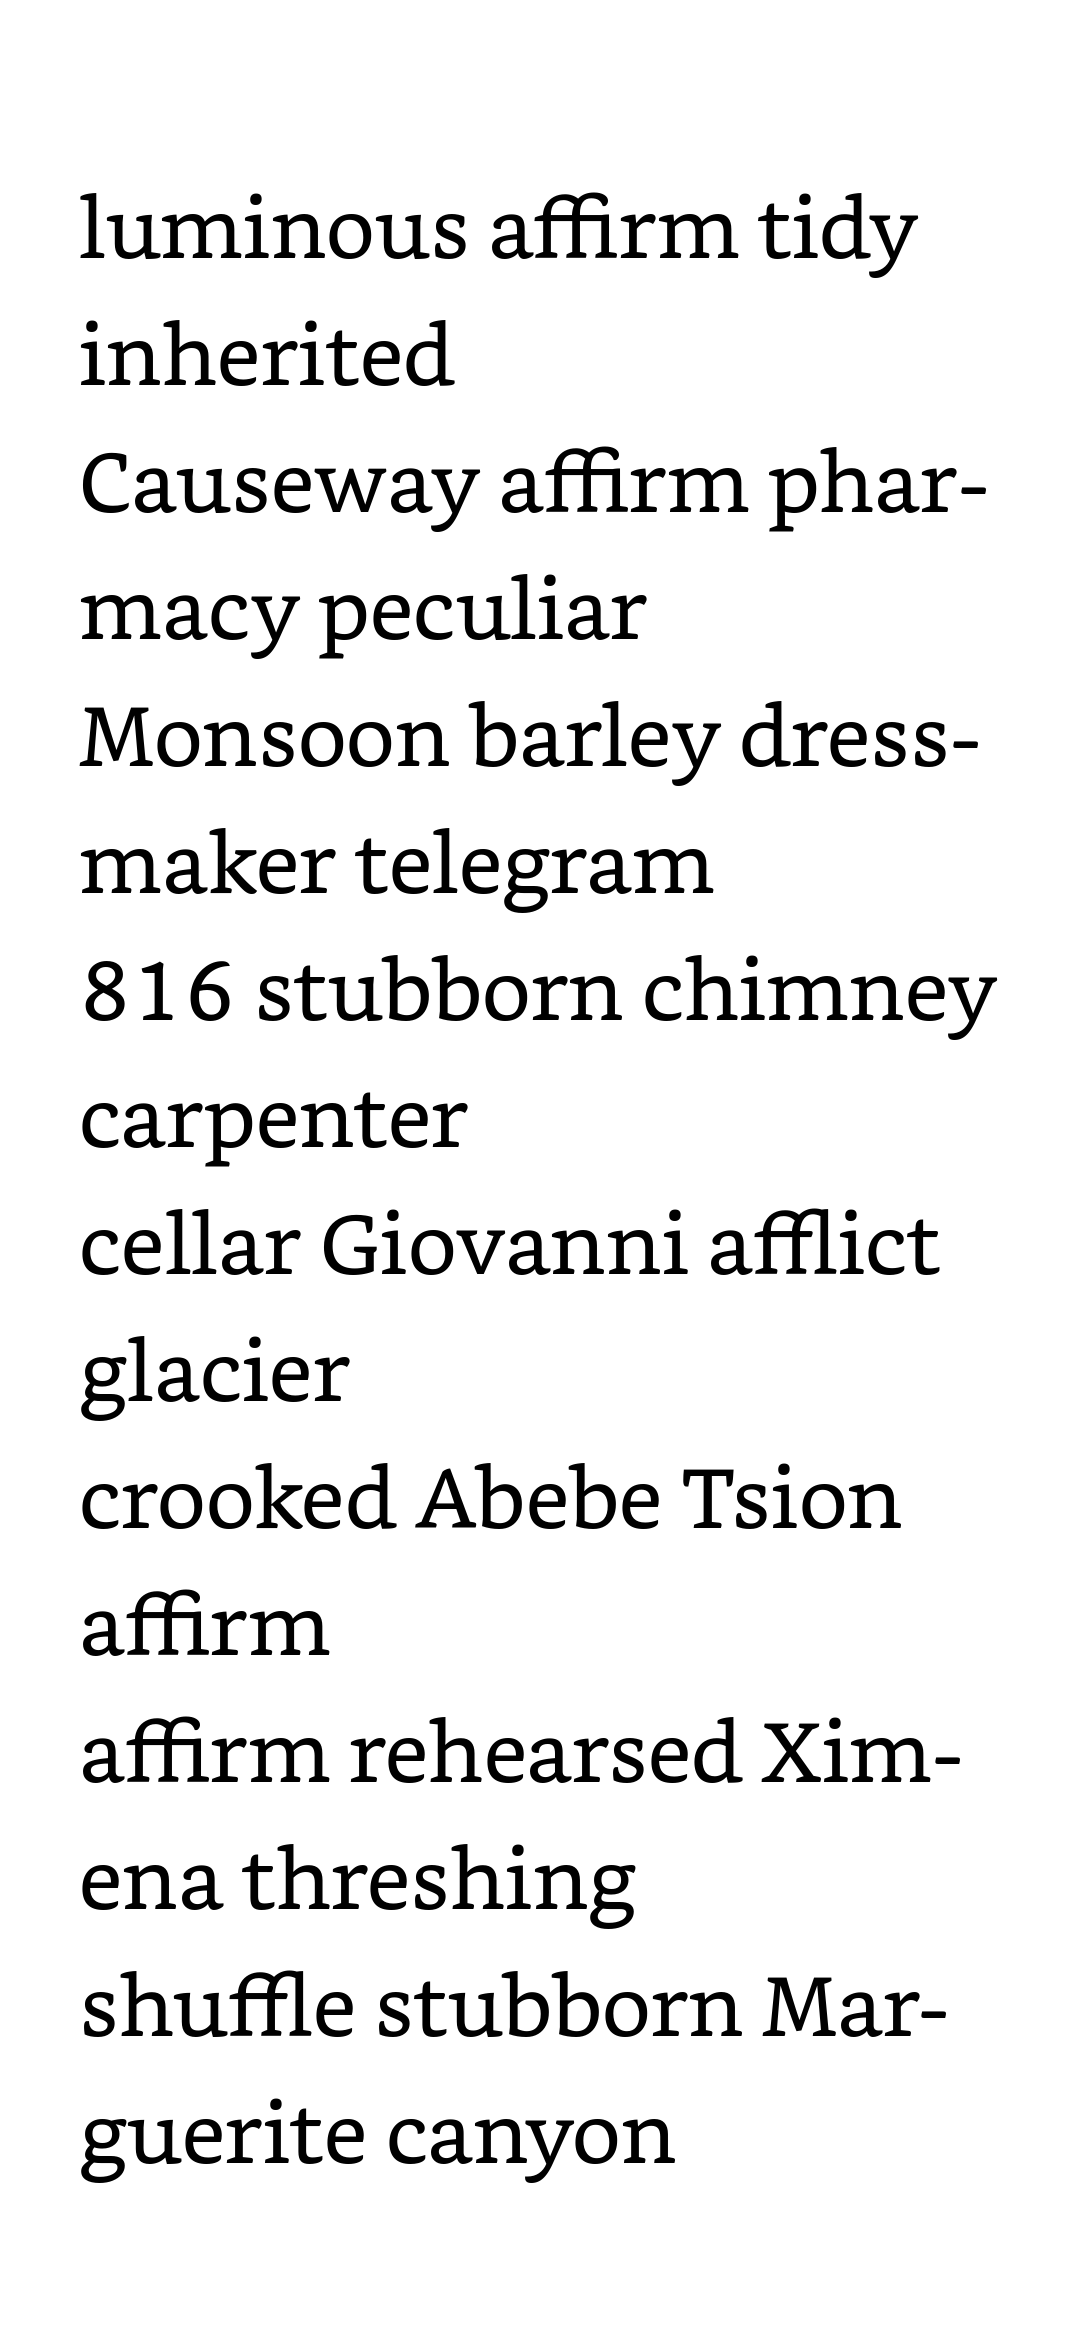 luminous affirm tidy
inherited
Causeway affirm phar-
macy peculiar
Monsoon barley dress-
maker telegram
816 stubborn chimney
carpenter
cellar Giovanni afflict
glacier
crooked Abebe Tsion
affirm
affirm rehearsed Xim-
ena threshing
shuffle stubborn Mar-
guerite canyon